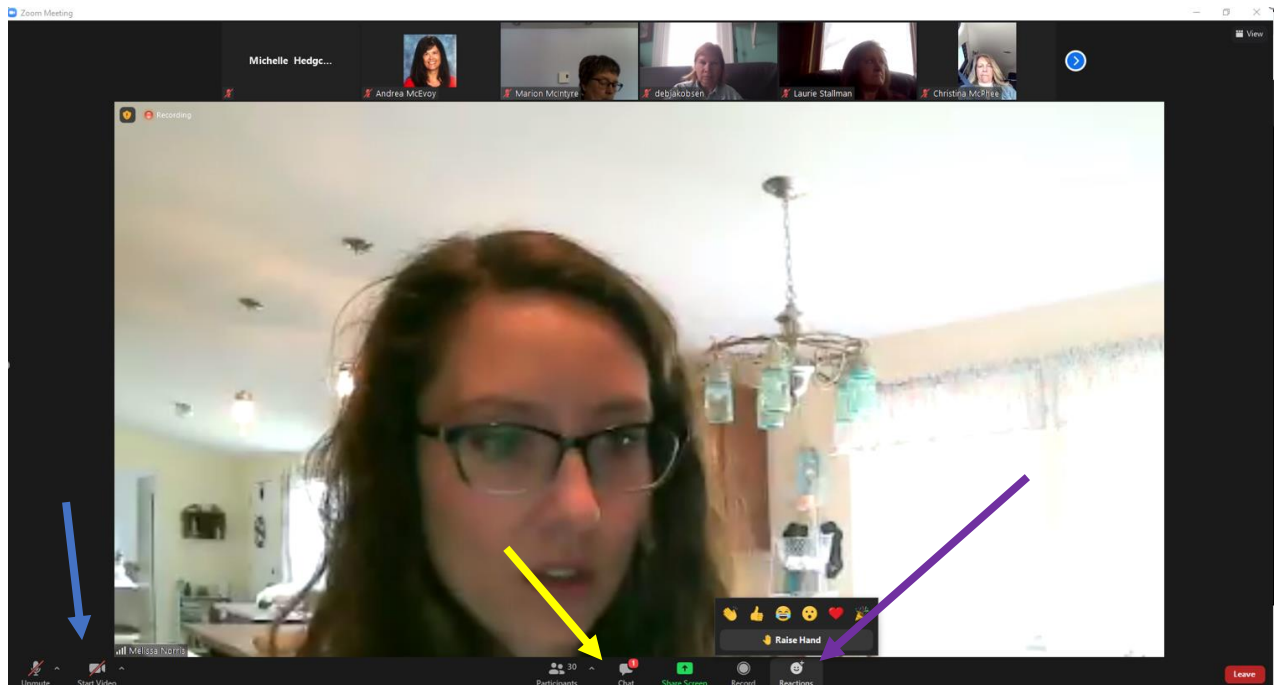 Zoom Meeting
View
Michelle Hedgc...
Andrea McEvoy
Marion McIntyre
debjakobsen
Laurie Stallman
Christina McPhee
Recording
Raise Hand
Melissa Norris
30
1
Unmute
Start Video
Participants
Chat
Share Screen
Record
Reactions
Leave